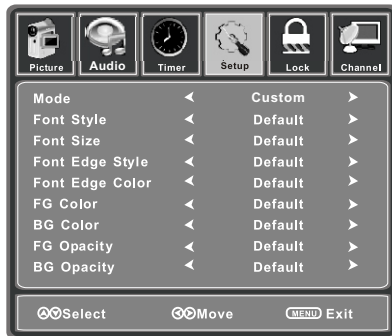 Picture Audio Timer Setup Lock Channel
Mode Custom
Font Style Default
Font Size Default
Font Edge Style Default
Font Edge Color Default
FG Color Default
BG Color Default
FG Opacity Default
BG Opacity Default
Select Move MENU Exit